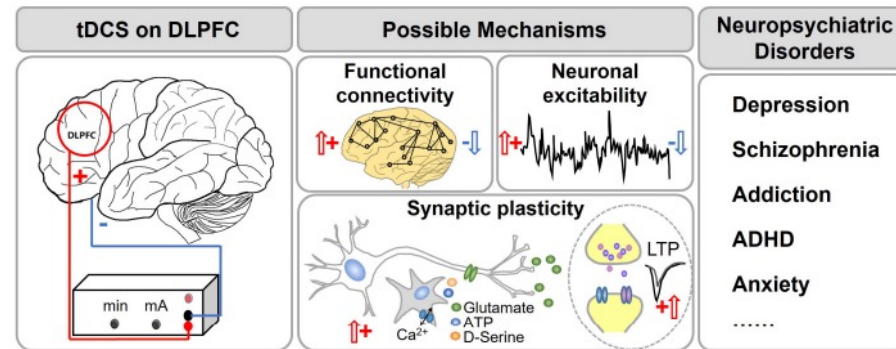 tDCS on DLPFC
Possible Mechanisms
Neuropsychiatric
Disorders
DLPFC
+
-
min
mA
Functional
connectivity
+
-
Neuronal
excitability
+
-
Synaptic plasticity
Ca2+
+
Glutamate
ATP
D-Serine
LTP
+
Depression
Schizophrenia
Addiction
ADHD
Anxiety
......